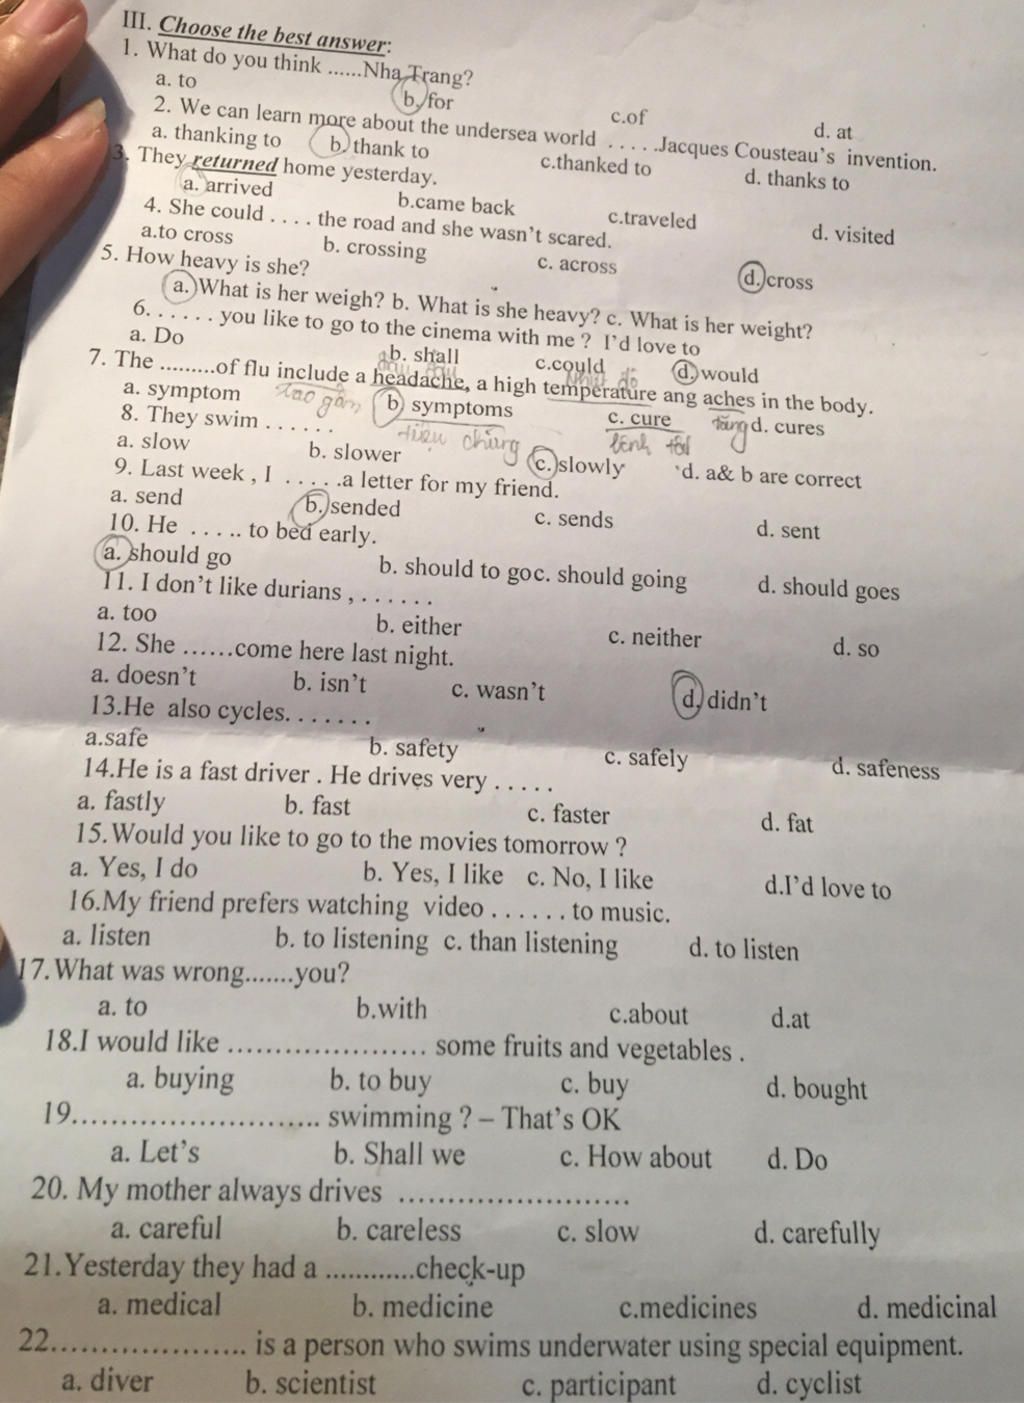 III. Choose the best answer:
1. What do you think ......Nha Trang?
a. to b. for c.of d. at
2. We can learn more about the undersea world . . . . .Jacques Cousteau's invention.
a. thanking to b. thank to c.thanked to d. thanks to
3. They returned home yesterday.
a. arrived b.came back c.traveled d. visited
4. She could . . . . the road and she wasn't scared.
a.to cross b. crossing c. across d. cross
5. How heavy is she?
a. What is her weigh? b. What is she heavy? c. What is her weight?
6. . . . . . . you like to go to the cinema with me ? I'd love to
a. Do b. shall c.could d. would
7. The .........of flu include a headache, a high temperature ang aches in the body.
a. symptom b) symptoms c. cure d. cures
triệu chứng bệnh tăng
8. They swim . . . . . .
a. slow b. slower c. slowly d. a& b are correct
9. Last week , I . . . . .a letter for my friend.
a. send b. sended c. sends d. sent
10. He . . . .. to bed early.
a. should go b. should to goc. should going d. should goes
11. I don't like durians , . . . . . .
a. too b. either c. neither d. so
12. She ......come here last night.
a. doesn't b. isn't c. wasn't d, didn't
13.He also cycles. . . . . . .
a.safe b. safety c. safely d. safeness
14.He is a fast driver . He drives very . . . . .
a. fastly b. fast c. faster d. fat
15.Would you like to go to the movies tomorrow ?
a. Yes, I do b. Yes, I like c. No, I like d.I'd love to
16.My friend prefers watching video . . . . . . to music.
a. listen b. to listening c. than listening d. to listen
17.What was wrong.......you?
a. to b.with c.about d.at
18.I would like ...................... some fruits and vegetables .
a. buying b. to buy c. buy d. bought
19........................... swimming ? – That's OK
a. Let's b. Shall we c. How about d. Do
20. My mother always drives .........................
a. careful b. careless c. slow d. carefully
21.Yesterday they had a ............check-up
a. medical b. medicine c.medicines d. medicinal
22..................... is a person who swims underwater using special equipment.
a. diver b. scientist c. participant d. cyclist